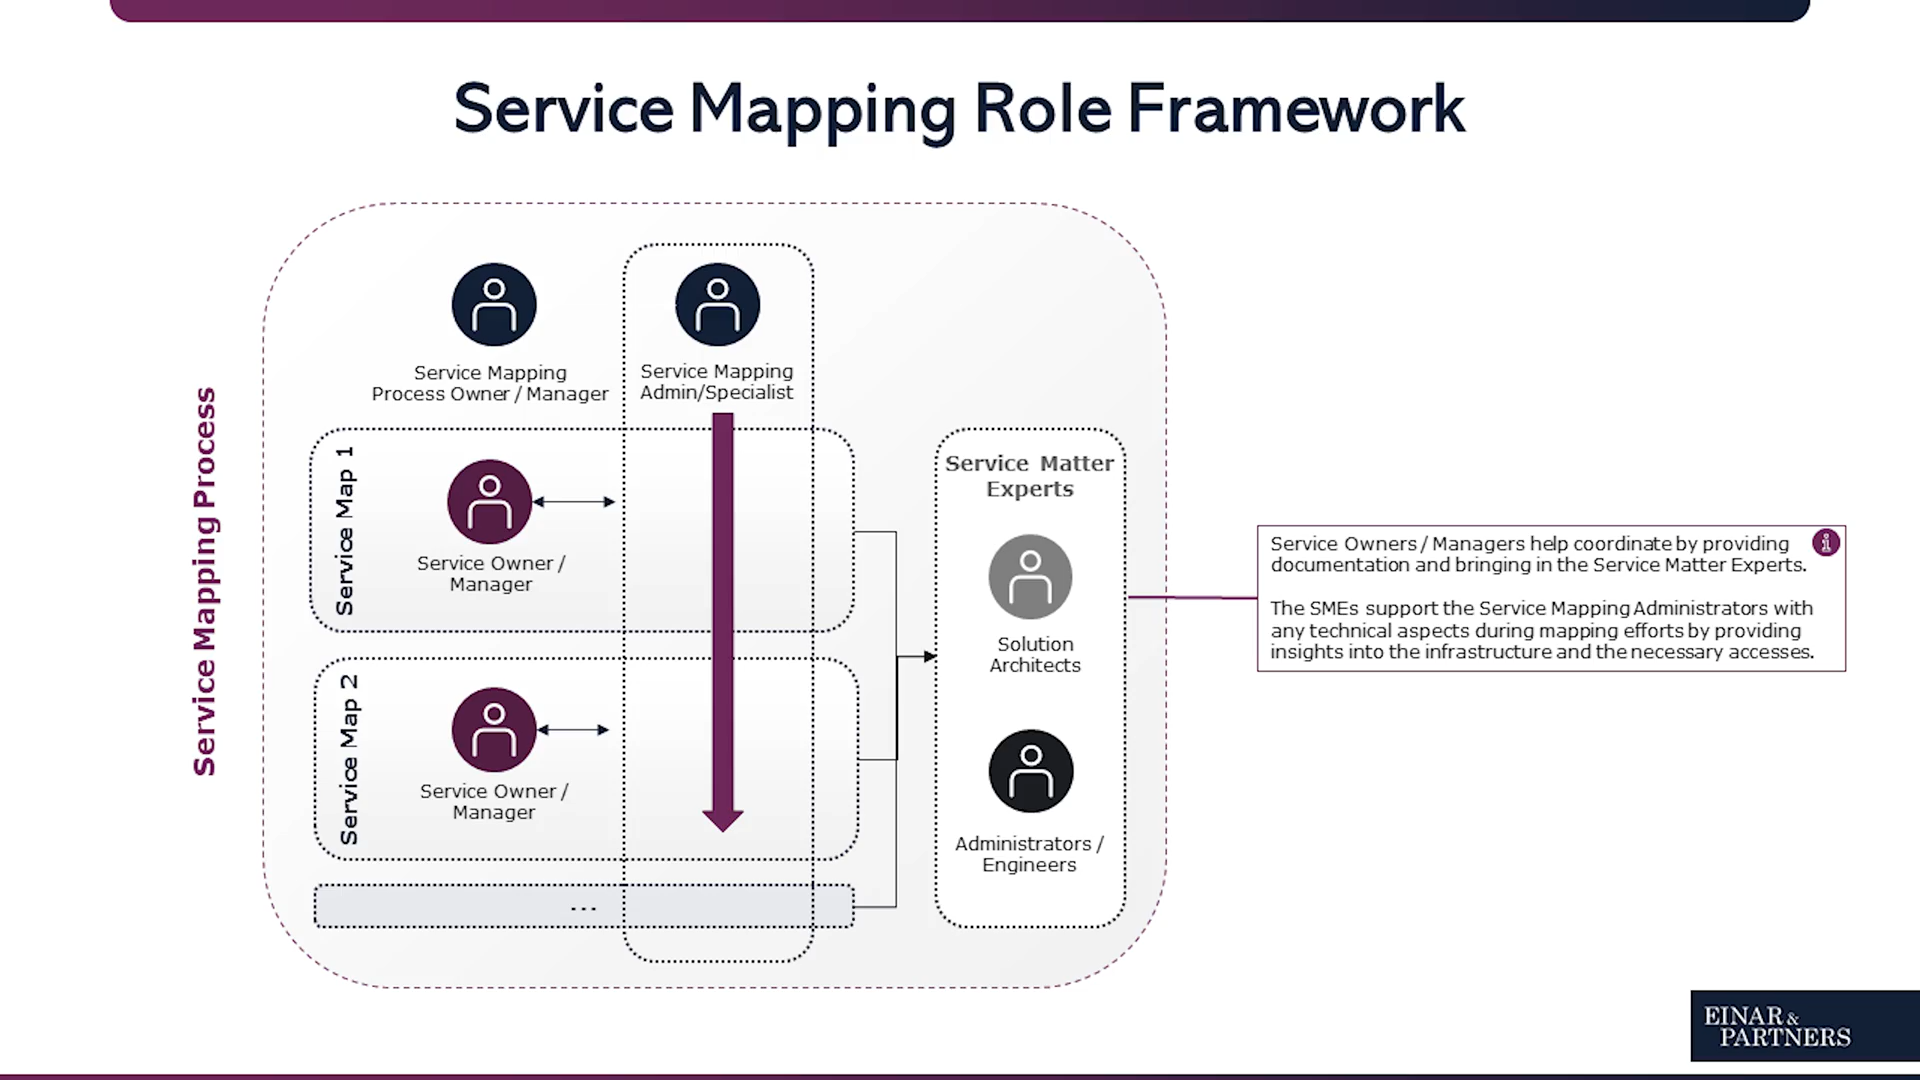 Service Mapping Role Framework
Service Mapping Process
Service Mapping
Process Owner / Manager
Service Mapping
Admin/Specialist
Service Map 1
Service Owner /
Manager
Service Map 2
Service Owner /
Manager
...
Service Matter
Experts
Solution
Architects
Administrators /
Engineers
i
Service Owners / Managers help coordinate by providing
documentation and bringing in the Service Matter Experts.
The SMEs support the Service Mapping Administrators with
any technical aspects during mapping efforts by providing
insights into the infrastructure and the necessary accesses.
EINAR &
PARTNERS